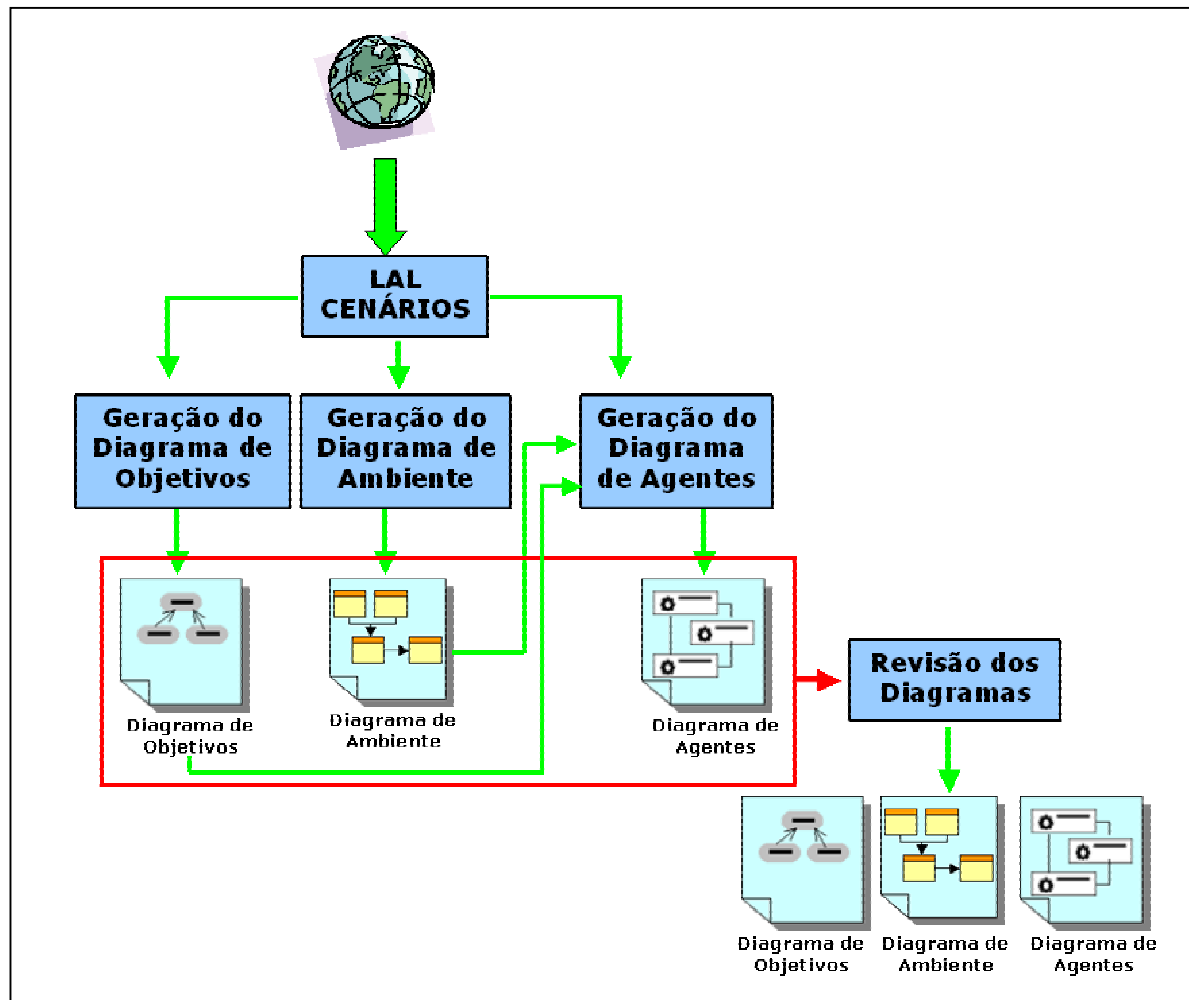 LAL
CENÁRIOS
Geração do
Diagrama de
Objetivos
Geração do
Diagrama de
Ambiente
Geração do
Diagrama
de Agentes
Diagrama de
Objetivos
Diagrama de
Ambiente
Diagrama de
Agentes
Revisão dos
Diagramas
Diagrama de
Objetivos
Diagrama de
Ambiente
Diagrama de
Agentes